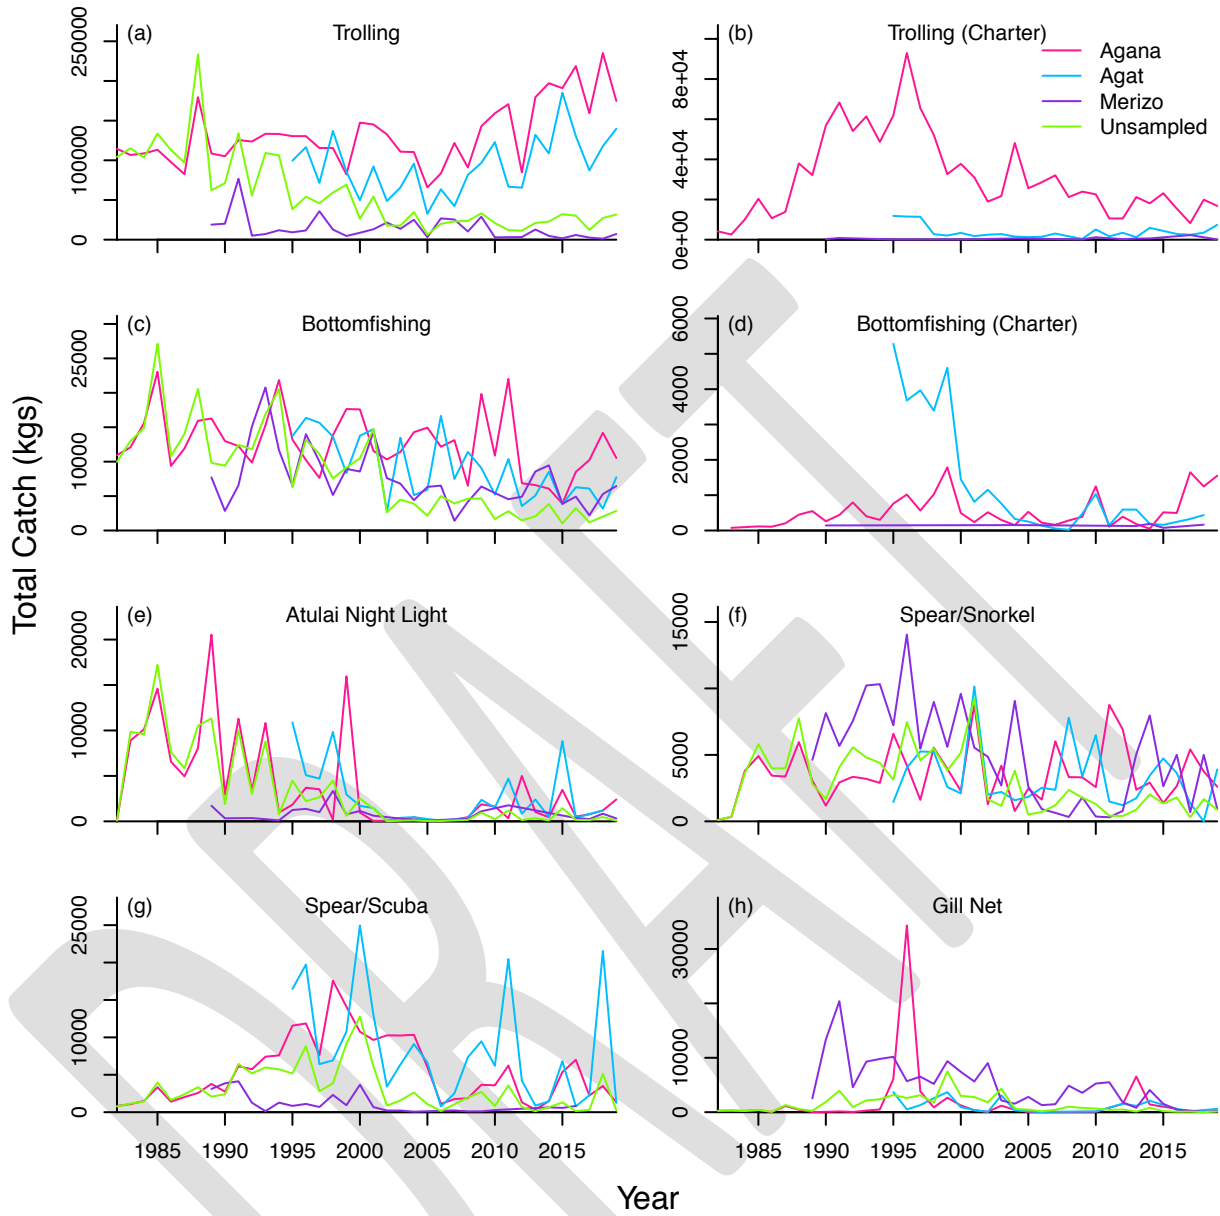 (a) Trolling
250000
100000
0
(b) Trolling (Charter)
8e+04
4e+04
0e+00
Agana
Agat
Merizo
Unsampled
(c) Bottomfishing
25000
10000
0
(d) Bottomfishing (Charter)
6000
4000
2000
0
(e) Atulai Night Light
20000
10000
0
(f) Spear/Snorkel
15000
5000
0
(g) Spear/Scuba
25000
10000
0
(h) Gill Net
30000
10000
0
1985 1990 1995 2000 2005 2010 2015
1985 1990 1995 2000 2005 2010 2015
Total Catch (kgs)
Year
DRAFT